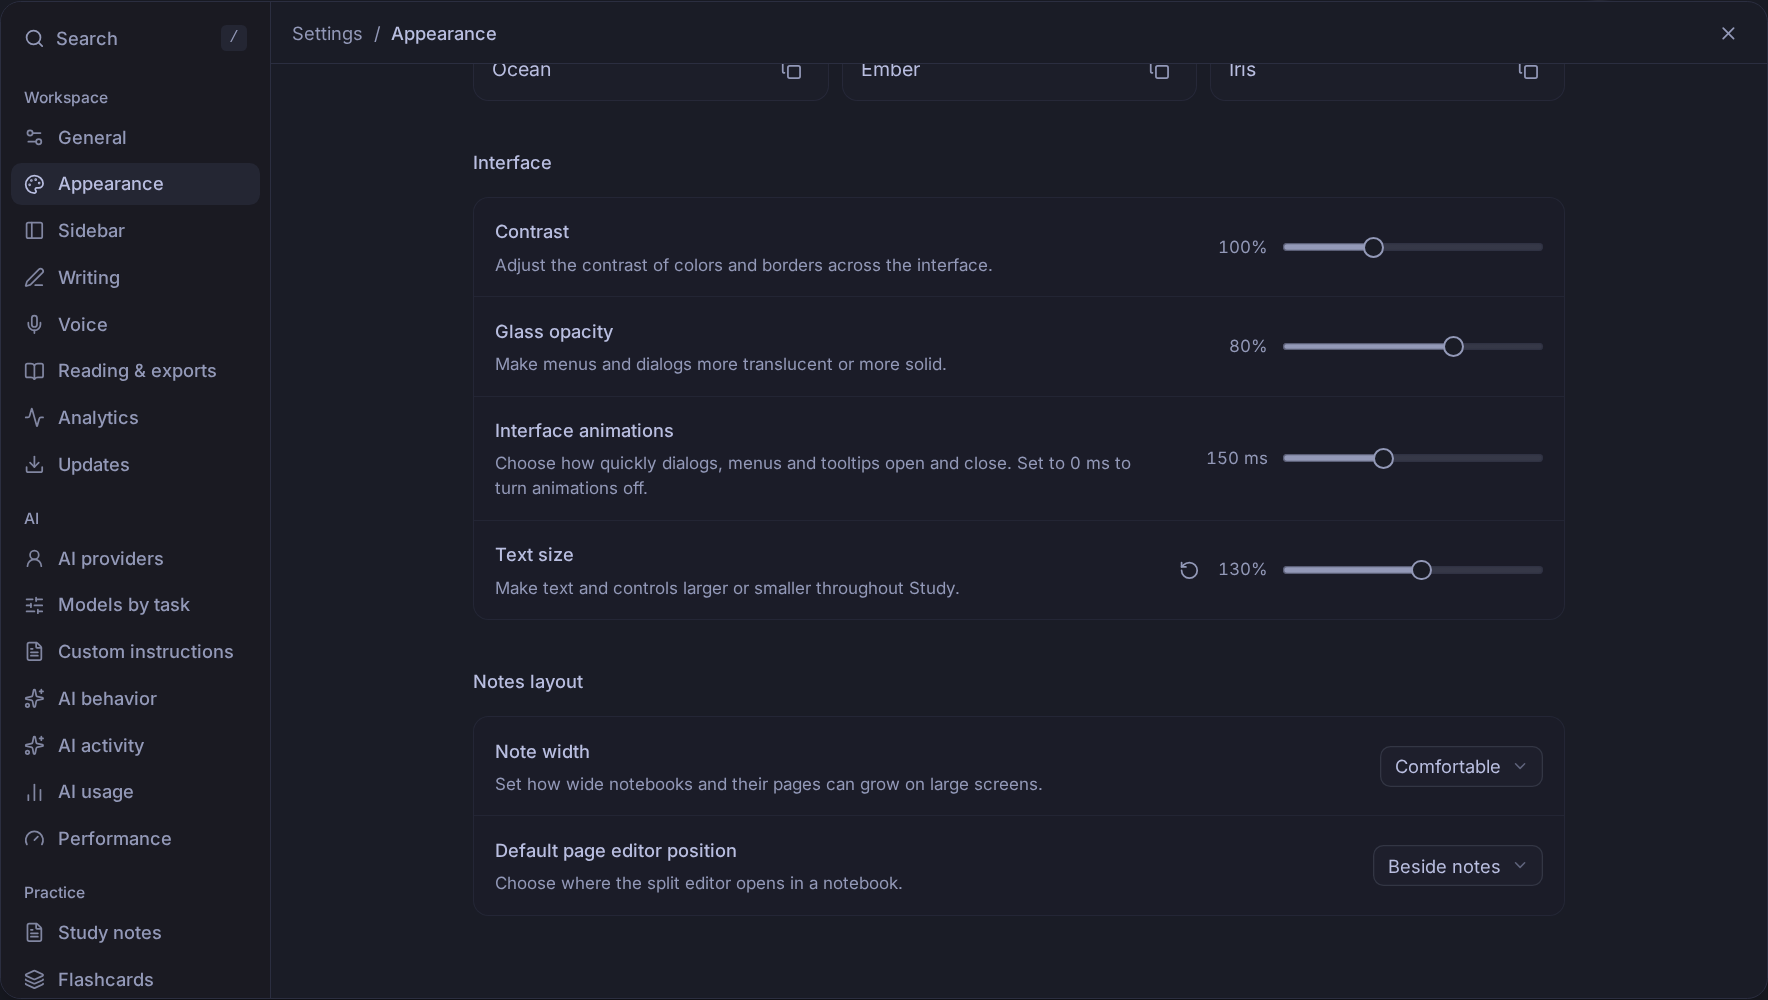 Search /
Settings / Appearance
Ocean
Ember
Iris
Workspace
General
Appearance
Sidebar
Writing
Voice
Reading & exports
Analytics
Updates
AI
AI providers
Models by task
Custom instructions
AI behavior
AI activity
AI usage
Performance
Practice
Study notes
Flashcards
Interface
Contrast
Adjust the contrast of colors and borders across the interface.
100%
Glass opacity
Make menus and dialogs more translucent or more solid.
80%
Interface animations
Choose how quickly dialogs, menus and tooltips open and close. Set to 0 ms to
turn animations off.
150 ms
Text size
Make text and controls larger or smaller throughout Study.
130%
Notes layout
Note width
Set how wide notebooks and their pages can grow on large screens.
Comfortable
Default page editor position
Choose where the split editor opens in a notebook.
Beside notes